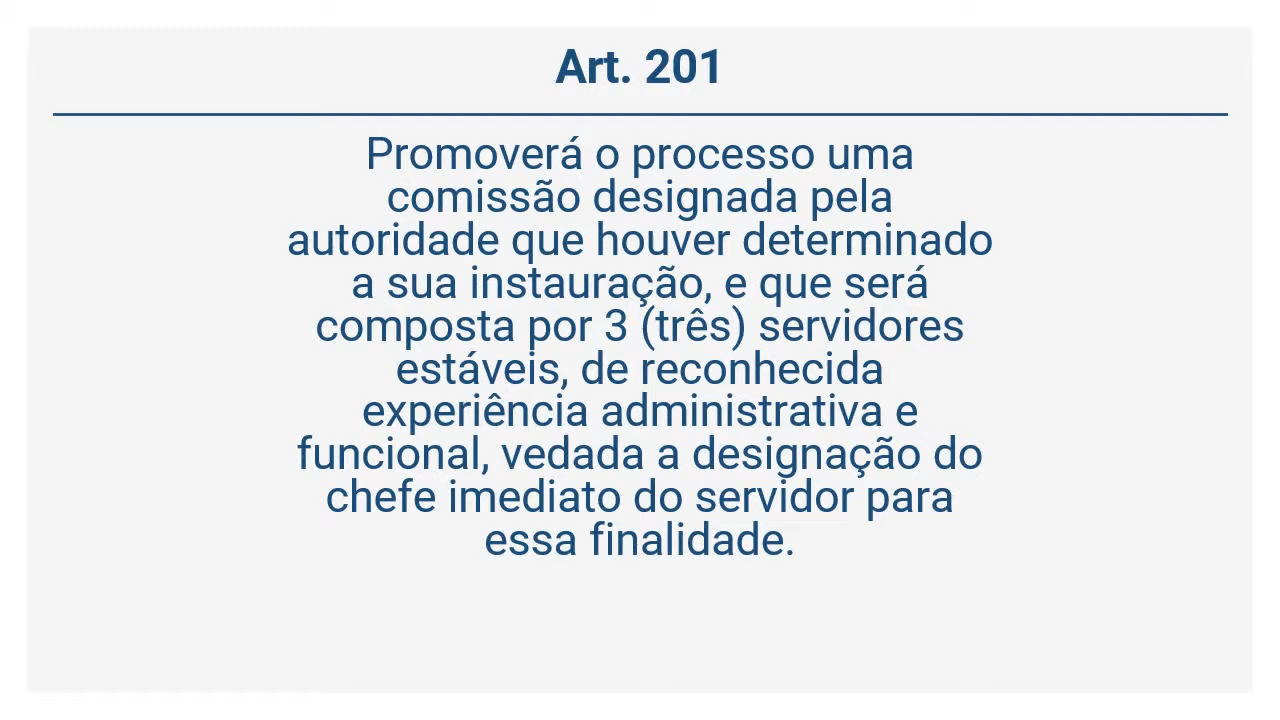 Art. 201
Promoverá o processo uma
comissão designada pela
autoridade que houver determinado
a sua instauração, e que será
composta por 3 (três) servidores
estáveis, de reconhecida
experiência administrativa e
funcional, vedada a designação do
chefe imediato do servidor para
essa finalidade.